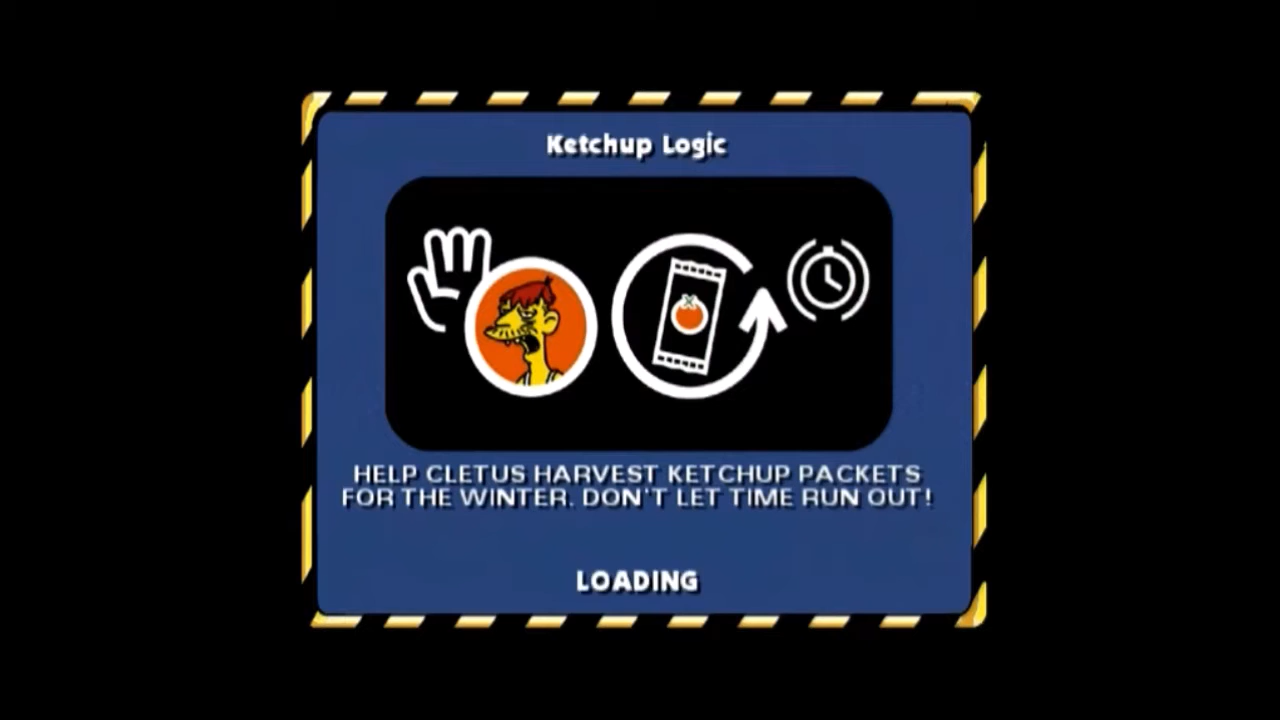 Ketchup Logic
HELP CLETUS HARVEST KETCHUP PACKETS
FOR THE WINTER. DON'T LET TIME RUN OUT!
LOADING